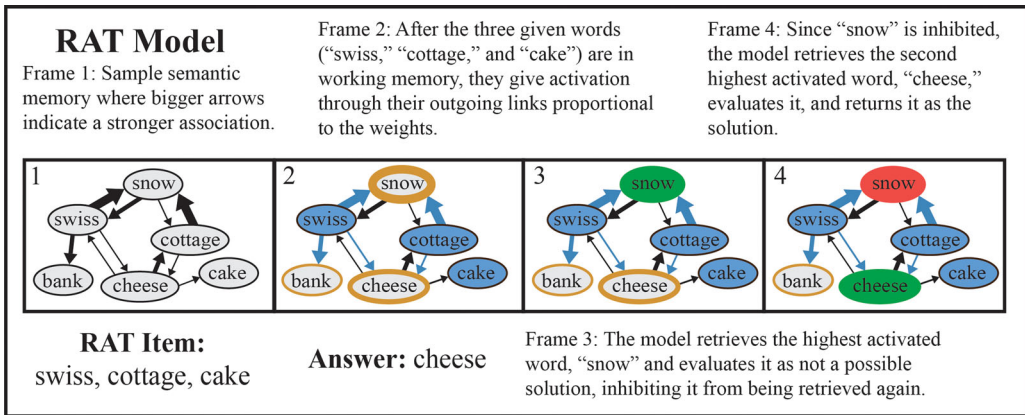 RAT Model
Frame 1: Sample semantic
memory where bigger arrows
indicate a stronger association.
Frame 2: After the three given words
(“swiss,” “cottage,” and “cake”) are in
working memory, they give activation
through their outgoing links proportional
to the weights.
Frame 4: Since “snow” is inhibited,
the model retrieves the second
highest activated word, “cheese,”
evaluates it, and returns it as the
solution.
1
snow
swiss
cottage
bank
cheese
cake
2
snow
swiss
cottage
bank
cheese
cake
3
snow
swiss
cottage
bank
cheese
cake
4
snow
swiss
cottage
bank
cheese
cake
RAT Item:
swiss, cottage, cake
Answer: cheese
Frame 3: The model retrieves the highest activated
word, “snow” and evaluates it as not a possible
solution, inhibiting it from being retrieved again.